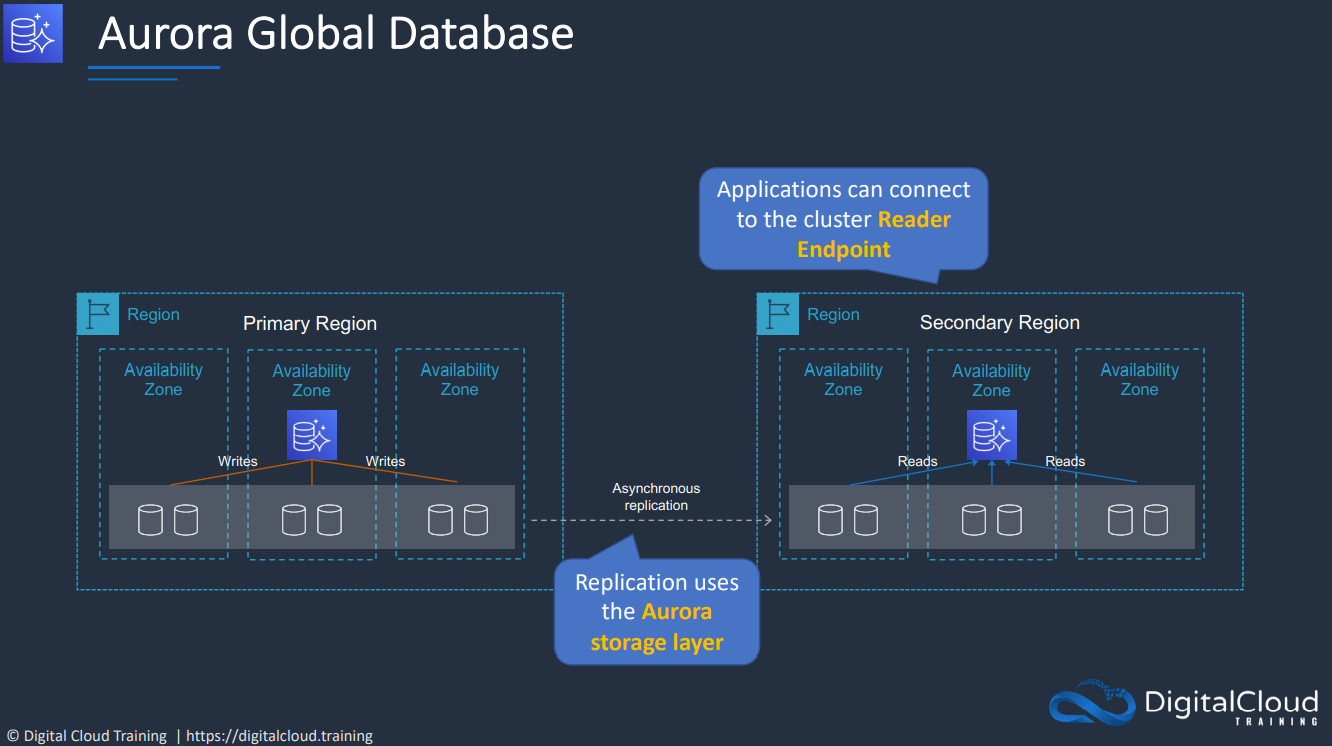 Aurora Global Database
Applications can connect
to the cluster Reader
Endpoint
Region
Primary Region
Availability
Zone
Availability
Zone
Availability
Zone
Writes
Writes
Asynchronous
replication
Replication uses
the Aurora
storage layer
Region
Secondary Region
Availability
Zone
Availability
Zone
Availability
Zone
Reads
Reads
DigitalCloud
TRAINING
© Digital Cloud Training | https://digitalcloud.training